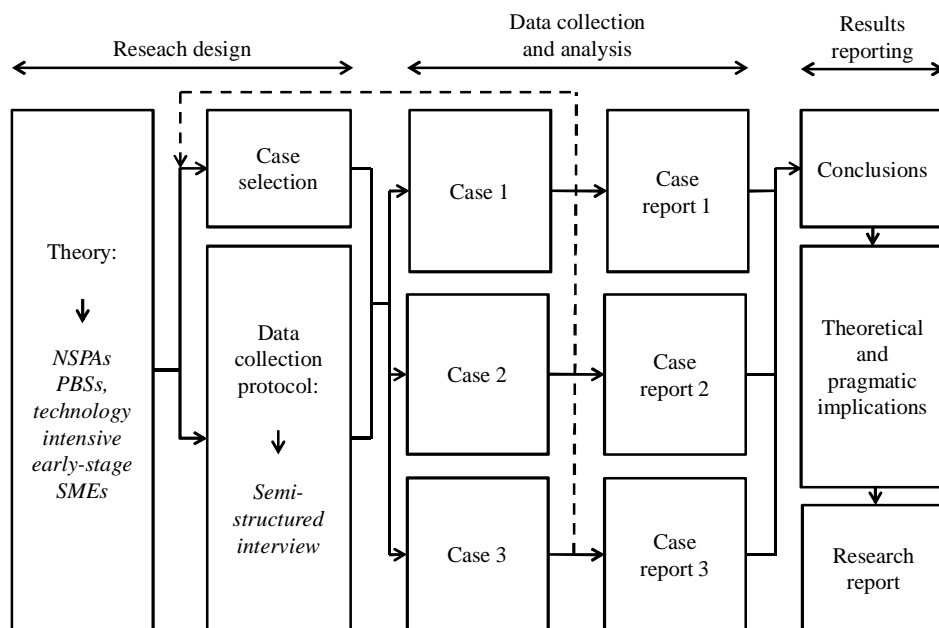 Reseach design
Data collection
and analysis
Results
reporting
Theory:
NSPAs
PBSs,
technology
intensive
early-stage
SMEs
Case
selection
Data
collection
protocol:
Semi-
structured
interview
Case 1
Case 2
Case 3
Case
report 1
Case
report 2
Case
report 3
Conclusions
Theoretical
and
pragmatic
implications
Research
report